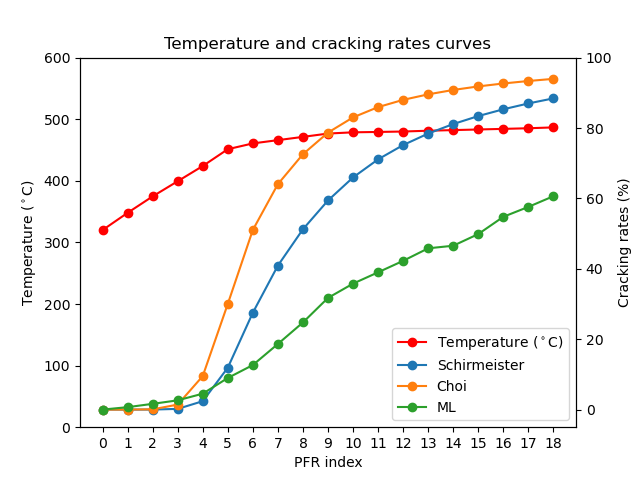 Temperature and cracking rates curves
600
500
400
300
200
100
0
Temperature (°C)
100
80
60
40
20
0
Cracking rates (%)
Temperature (°C)
Schirmeister
Choi
ML
0 1 2 3 4 5 6 7 8 9 10 11 12 13 14 15 16 17 18
PFR index